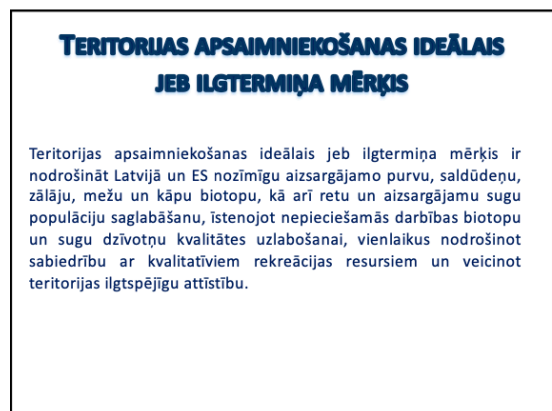 TERITORIJAS APSAIMNIEKOŠANAS IDEĀLAIS
JEB ILGTERMIŅA MĒRĶIS
Teritorijas apsaimniekošanas ideālais jeb ilgtermiņa mērķis ir
nodrošināt Latvijā un ES nozīmīgu aizsargājamo purvu, saldūdeņu,
zālāju, mežu un kāpu biotopu, kā arī retu un aizsargājamu sugu
populāciju saglabāšanu, īstenojot nepieciešamās darbības biotopu
un sugu dzīvotņu kvalitātes uzlabošanai, vienlaikus nodrošinot
sabiedrību ar kvalitatīviem rekreācijas resursiem un veicinot
teritorijas ilgtspējīgu attīstību.